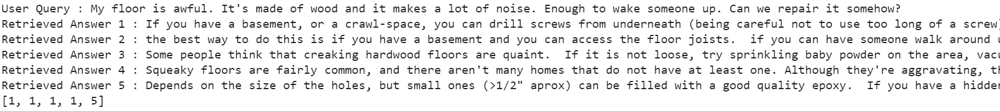 User Query : My floor is awful. It's made of wood and it makes a lot of noise. Enough to wake someone up. Can we repair it somehow?
Retrieved Answer 1 : If you have a basement, or a crawl-space, you can drill screws from underneath (being careful not to use too long of a screw)
Retrieved Answer 2 : the best way to do this is if you have a basement and you can access the floor joists.  if you can have someone walk around
Retrieved Answer 3 : Some people think that creaking hardwood floors are quaint.  If it is not loose, try sprinkling baby powder on the area,
Retrieved Answer 4 : Squeaky floors are fairly common, and there aren't many homes that do not have at least one. Although they're aggravating,
Retrieved Answer 5 : Depends on the size of the holes, but small ones (>1/2" aprox) can be filled with a good quality epoxy.  If you have a hidden
[1, 1, 1, 1, 5]